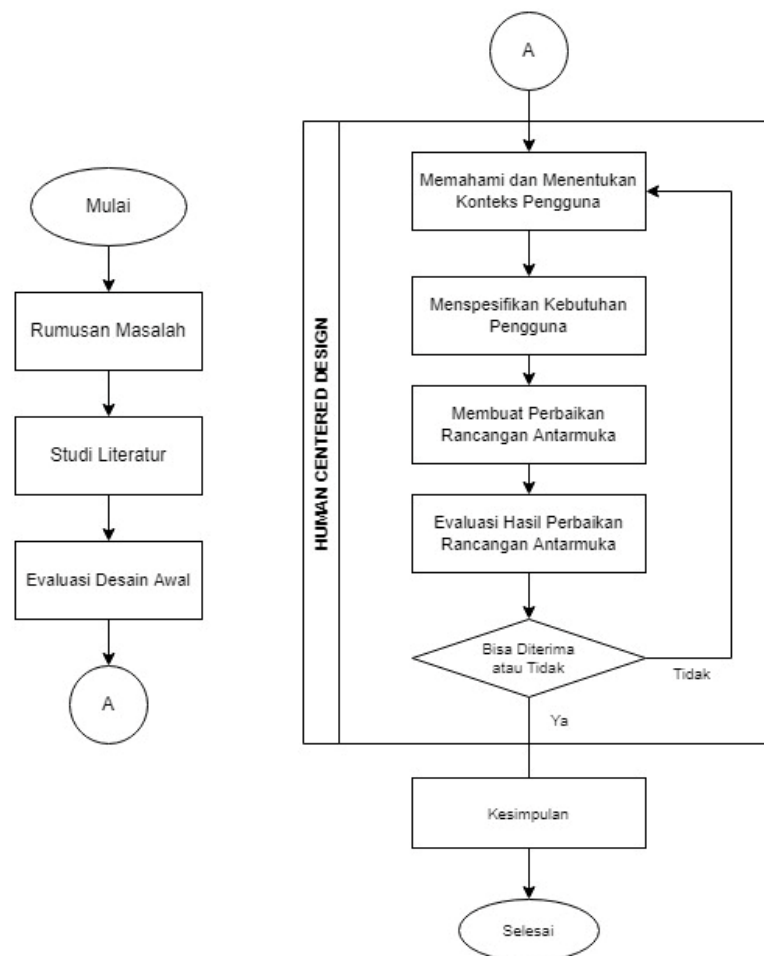 Mulai
Rumusan Masalah
Studi Literatur
Evaluasi Desain Awal
A
A
HUMAN CENTERED DESIGN
Memahami dan Menentukan
Konteks Pengguna
Menspesifikan Kebutuhan
Pengguna
Membuat Perbaikan
Rancangan Antarmuka
Evaluasi Hasil Perbaikan
Rancangan Antarmuka
Bisa Diterima
atau Tidak
Tidak
Ya
Kesimpulan
Selesai